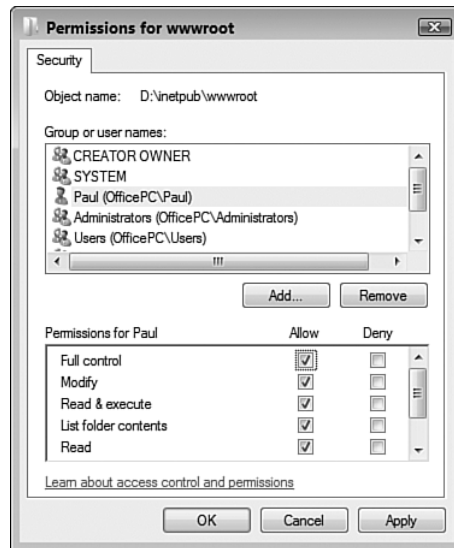 Permissions for wwwroot
Security
Object name: D:\inetpub\wwwroot
Group or user names:
CREATOR OWNER
SYSTEM
Paul (OfficePC\Paul)
Administrators (OfficePC\Administrators)
Users (OfficePC\Users)
Add... Remove
Permissions for Paul Allow Deny
Full control
Modify
Read & execute
List folder contents
Read
Learn about access control and permissions
OK Cancel Apply